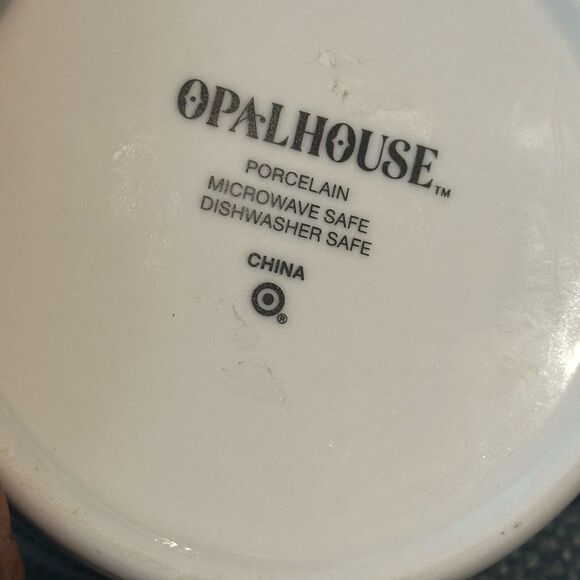 OPALHOUSE™
PORCELAIN
MICROWAVE SAFE
DISHWASHER SAFE
CHINA
®